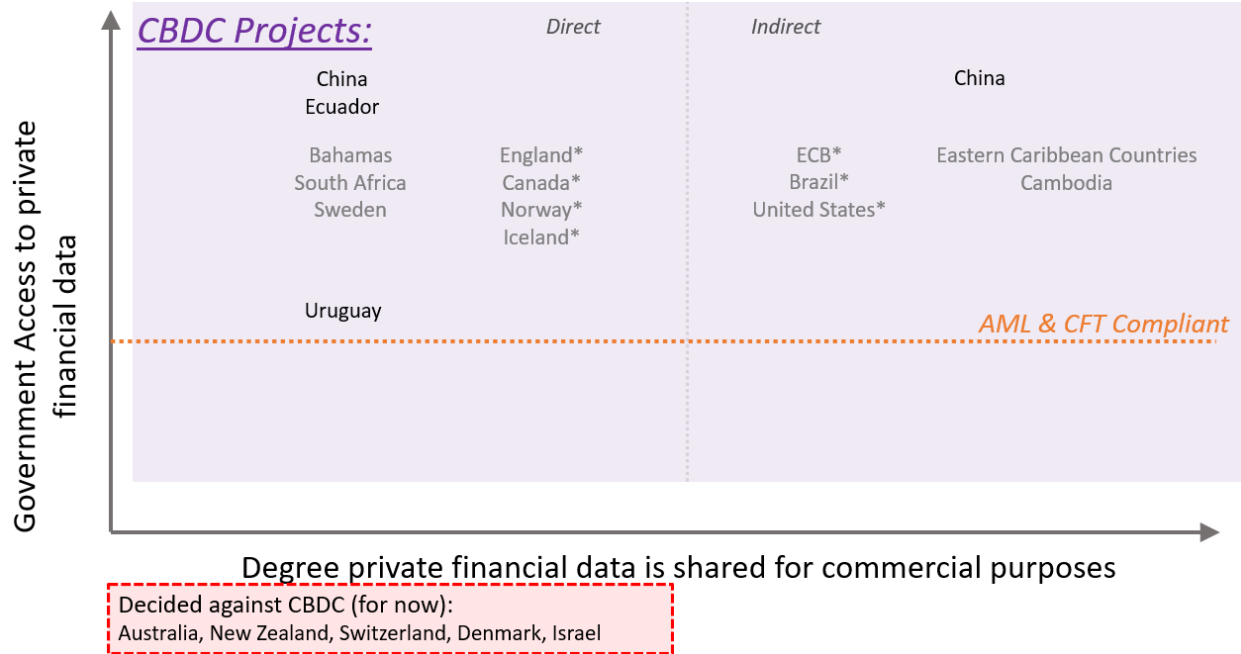 CBDC Projects:
Direct
Indirect
China
Ecuador
China
Bahamas
South Africa
Sweden
England*
Canada*
Norway*
Iceland*
ECB*
Brazil*
United States*
Eastern Caribbean Countries
Cambodia
Uruguay
AML & CFT Compliant
Government Access to private
financial data
Degree private financial data is shared for commercial purposes
Decided against CBDC (for now):
Australia, New Zealand, Switzerland, Denmark, Israel